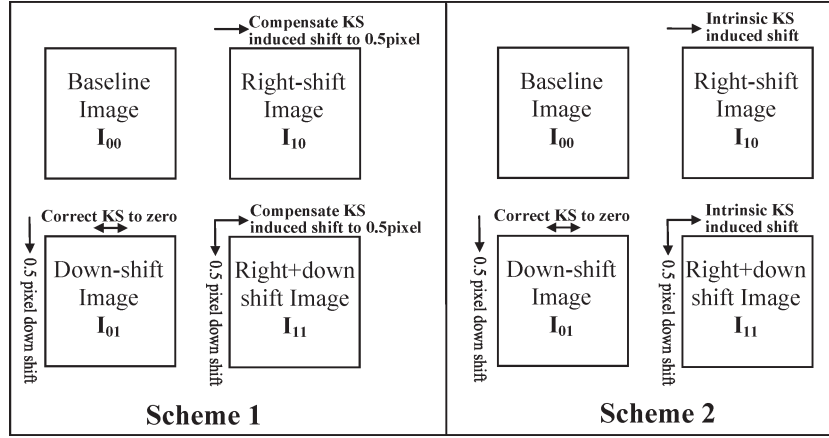 Compensate KS
induced shift to 0.5pixel
Baseline
Image
I00
Right-shift
Image
I10
Correct KS to zero
Compensate KS
induced shift to 0.5pixel
0.5 pixel down shift
Down-shift
Image
I01
0.5 pixel down shift
Right+down
shift Image
I11
Scheme 1
Intrinsic KS
induced shift
Baseline
Image
I00
Right-shift
Image
I10
Correct KS to zero
Intrinsic KS
induced shift
0.5 pixel down shift
Down-shift
Image
I01
0.5 pixel down shift
Right+down
shift Image
I11
Scheme 2